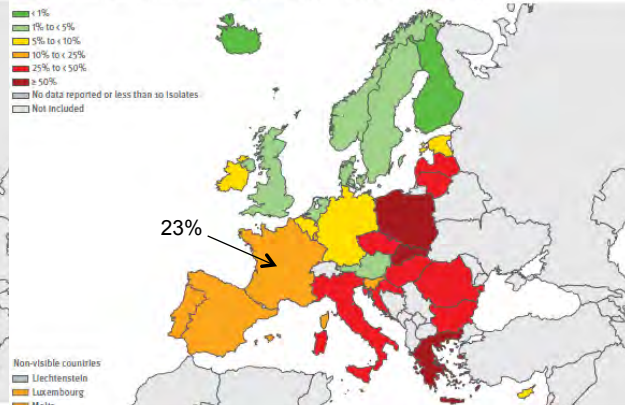 < 1%
1% to < 5%
5% to < 10%
10% to < 25%
25% to < 50%
≥ 50%
No data reported or less than 10 isolates
Not included
23%
Non-visible countries
Liechtenstein
Luxembourg
Malta